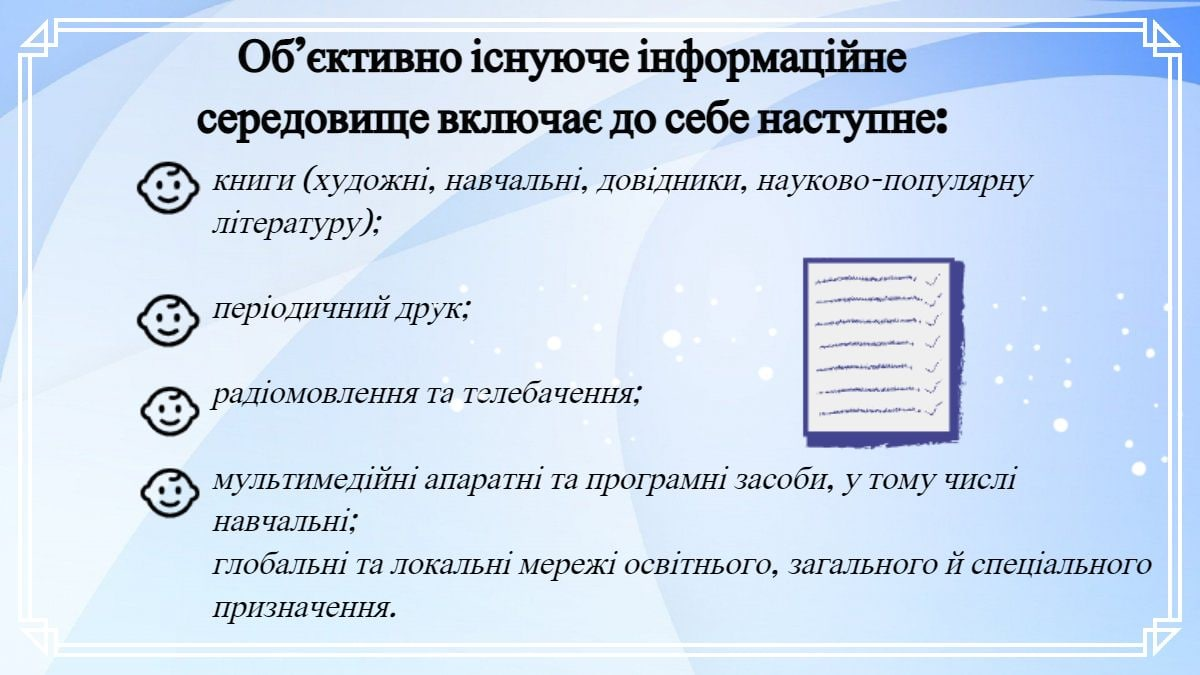 Об’єктивно існуюче інформаційне
середовище включає до себе наступне:
книги (художні, навчальні, довідники, науково-популярну
літературу);
періодичний друк;
радіомовлення та телебачення;
мультимедійні апаратні та програмні засоби, у тому числі
навчальні;
глобальні та локальні мережі освітнього, загального й спеціального
призначення.